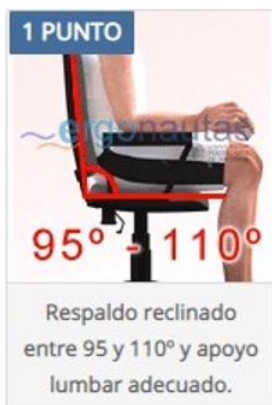 1 PUNTO
ergonautas
95º - 110º
Respaldo reclinado
entre 95 y 110º y apoyo
lumbar adecuado.